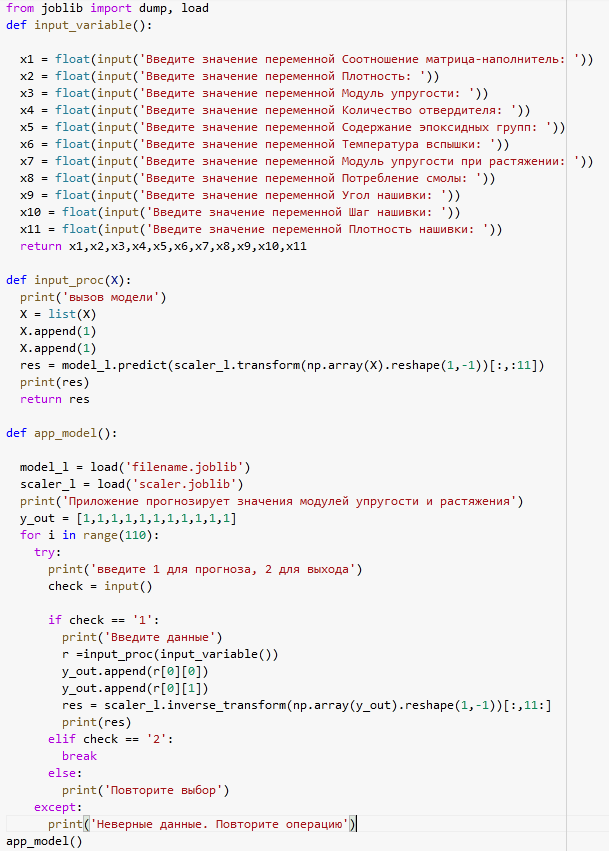 from joblib import dump, load
def input_variable():
  x1 = float(input('Введите значение переменной Соотношение матрица-наполнитель: '))
  x2 = float(input('Введите значение переменной Плотность: '))
  x3 = float(input('Введите значение переменной Модуль упругости: '))
  x4 = float(input('Введите значение переменной Количество отвердителя: '))
  x5 = float(input('Введите значение переменной Содержание эпоксидных групп: '))
  x6 = float(input('Введите значение переменной Температура вспышки: '))
  x7 = float(input('Введите значение переменной Модуль упругости при растяжении: '))
  x8 = float(input('Введите значение переменной Потребление смолы: '))
  x9 = float(input('Введите значение переменной Угол нашивки: '))
  x10 = float(input('Введите значение переменной Шаг нашивки: '))
  x11 = float(input('Введите значение переменной Плотность нашивки: '))
  return x1,x2,x3,x4,x5,x6,x7,x8,x9,x10,x11
def input_proc(X):
  print('вызов модели')
  X = list(X)
  X.append(1)
  X.append(1)
  res = model_l.predict(scaler_l.transform(np.array(X).reshape(1,-1))[:,:11])
  print(res)
  return res
def app_model():
  model_l = load('filename.joblib')
  scaler_l = load('scaler.joblib')
  print('Приложение прогнозирует значения модулей упругости и растяжения')
  y_out = [1,1,1,1,1,1,1,1,1,1,1]
  for i in range(110):
    try:
      print('введите 1 для прогноза, 2 для выхода')
      check = input()
      if check == '1':
        print('Введите данные')
        r =input_proc(input_variable())
        y_out.append(r[0][0])
        y_out.append(r[0][1])
        res = scaler_l.inverse_transform(np.array(y_out).reshape(1,-1))[:,11:]
        print(res)
      elif check == '2':
        break
      else:
        print('Повторите выбор')
    except:
      print('Неверные данные. Повторите операцию')
app_model()